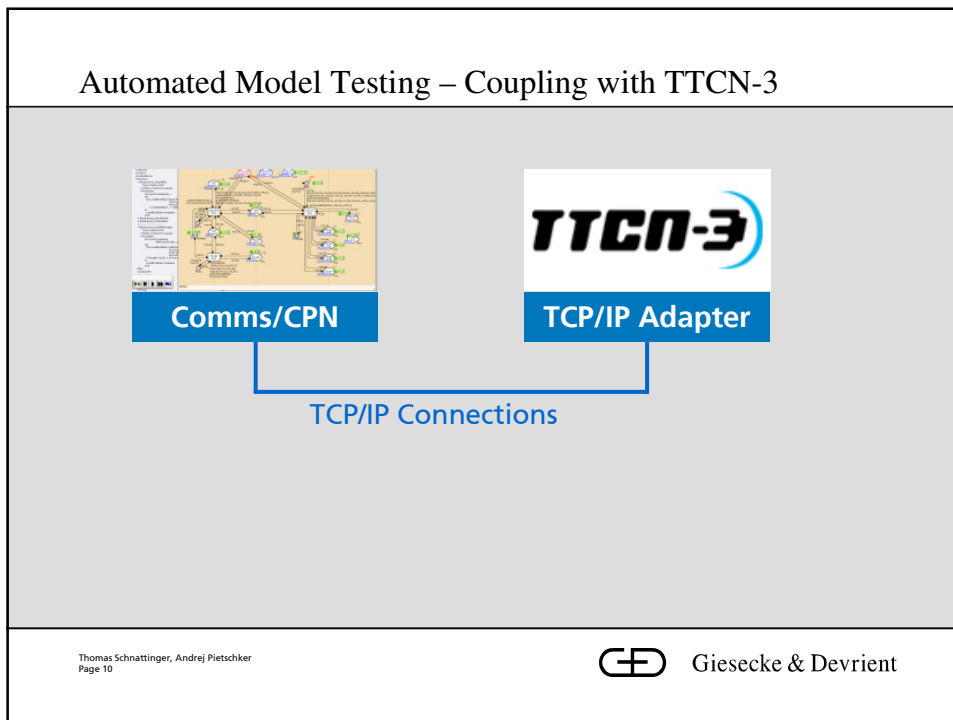 Automated Model Testing – Coupling with TTCN-3
TTCN-3
Comms/CPN
TCP/IP Adapter
TCP/IP Connections
Thomas Schnattinger, Andrej Pietschker
Page 10
Giesecke & Devrient